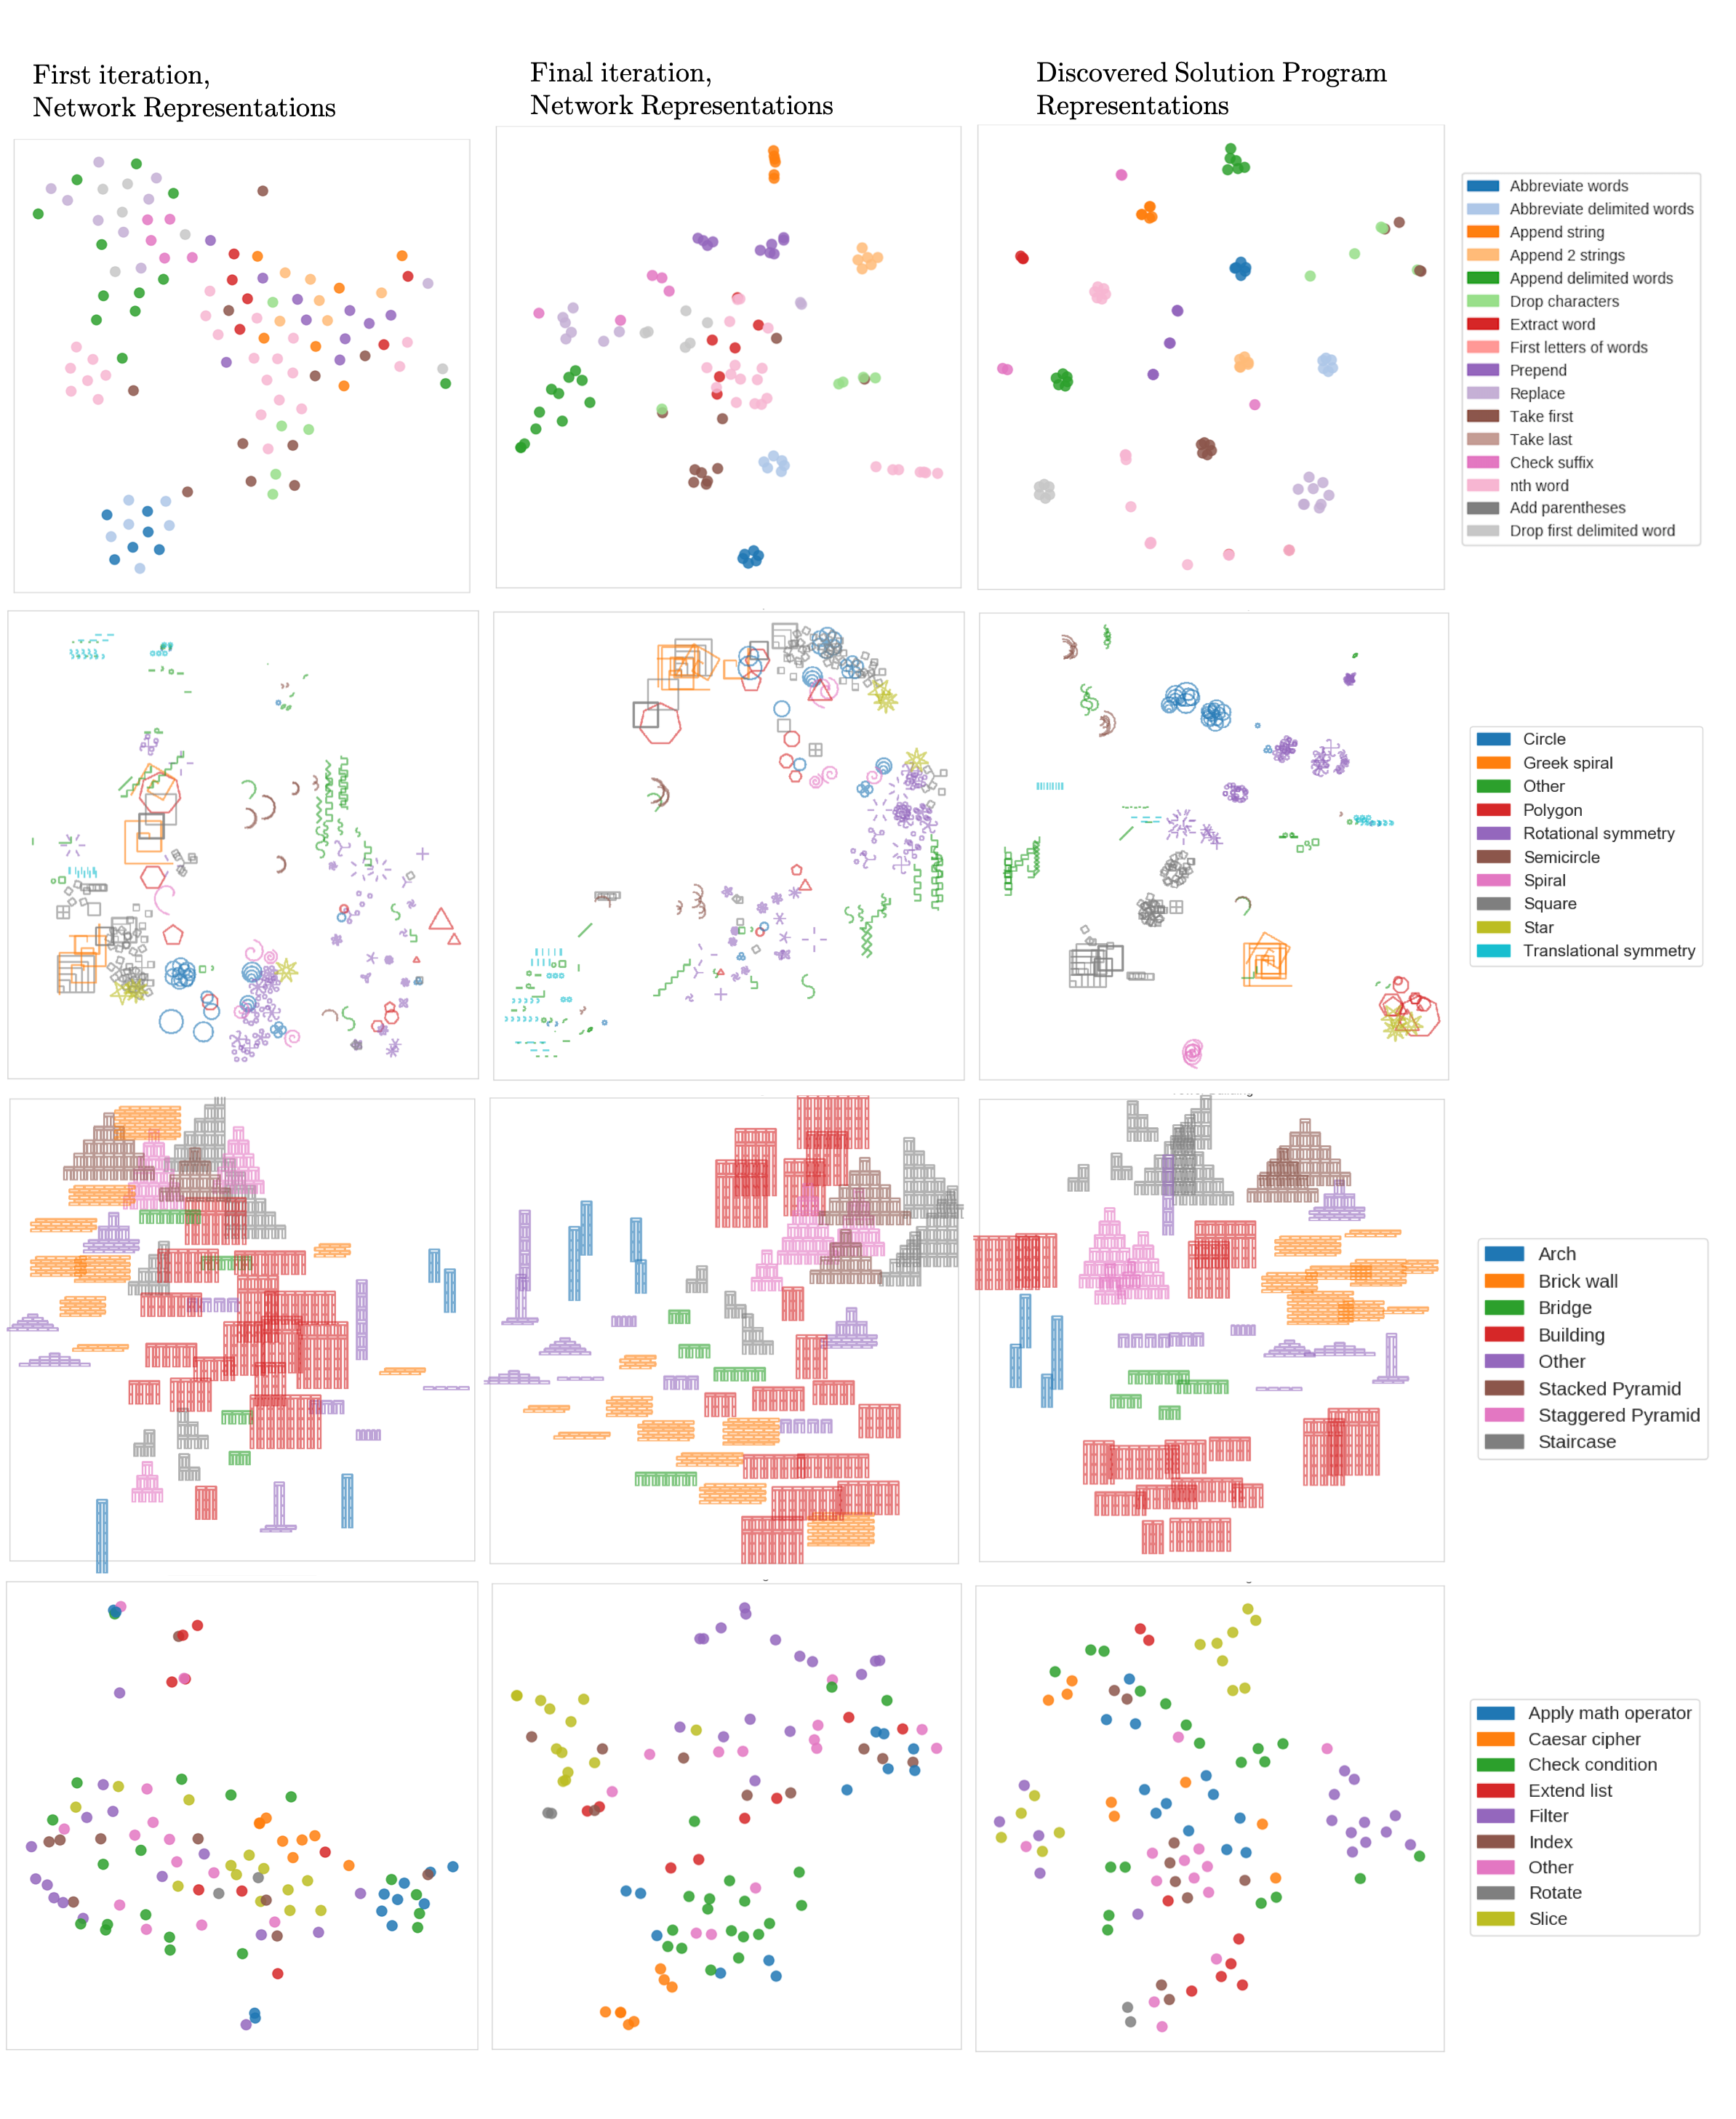 First iteration,
Network Representations
Final iteration,
Network Representations
Discovered Solution Program
Representations
Abbreviate words
Abbreviate delimited words
Append string
Append 2 strings
Append delimited words
Drop characters
Extract word
First letters of words
Prepend
Replace
Take first
Take last
Check suffix
nth word
Add parentheses
Drop first delimited word
Circle
Greek spiral
Other
Polygon
Rotational symmetry
Semicircle
Spiral
Square
Star
Translational symmetry
Arch
Brick wall
Bridge
Building
Other
Stacked Pyramid
Staggered Pyramid
Staircase
Apply math operator
Caesar cipher
Check condition
Extend list
Filter
Index
Other
Rotate
Slice